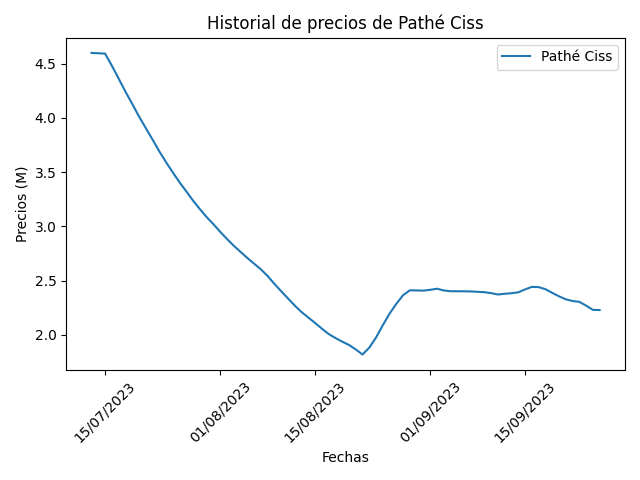 Historial de precios de Pathé Ciss
Pathé Ciss
Precios (M)
4.5
4.0
3.5
3.0
2.5
2.0
15/07/2023
01/08/2023
15/08/2023
01/09/2023
15/09/2023
Fechas